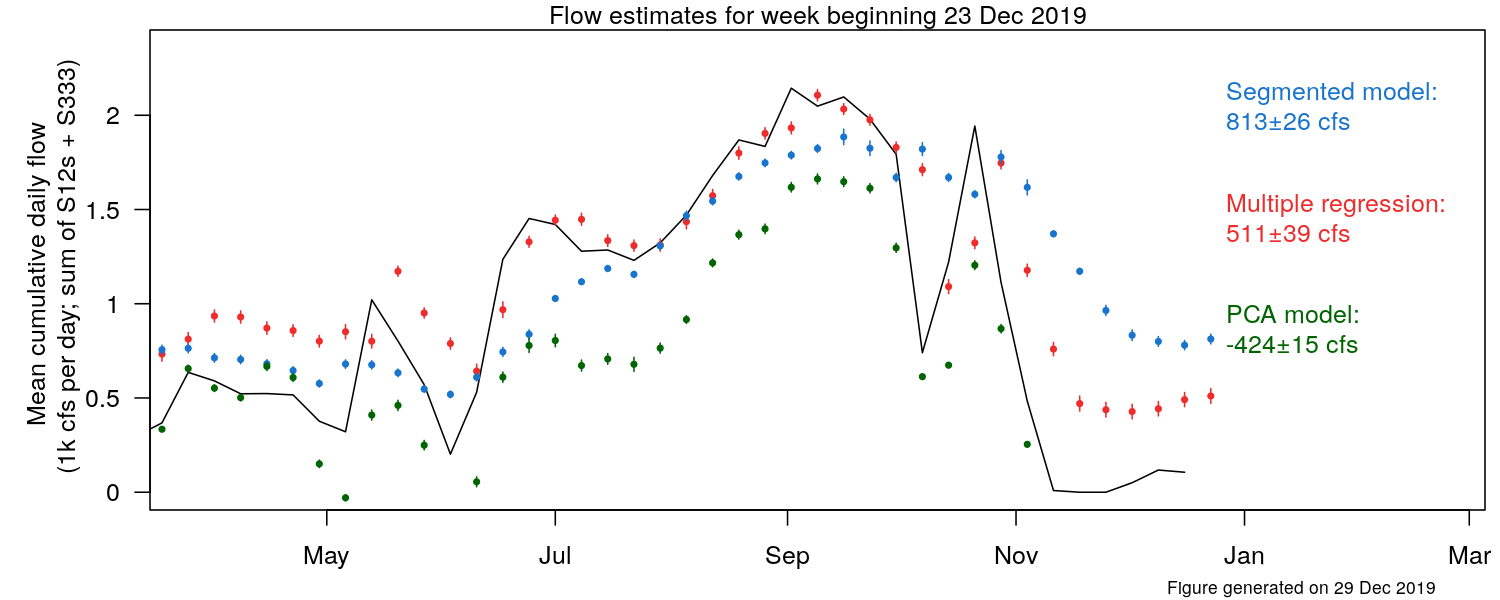 Flow estimates for week beginning 23 Dec 2019
Mean cumulative daily flow
(1k cfs per day; sum of S12s + S333)
2
1.5
1
0.5
0
Segmented model:
813±26 cfs
Multiple regression:
511±39 cfs
PCA model:
-424±15 cfs
May Jul Sep Nov Jan Mar
Figure generated on 29 Dec 2019